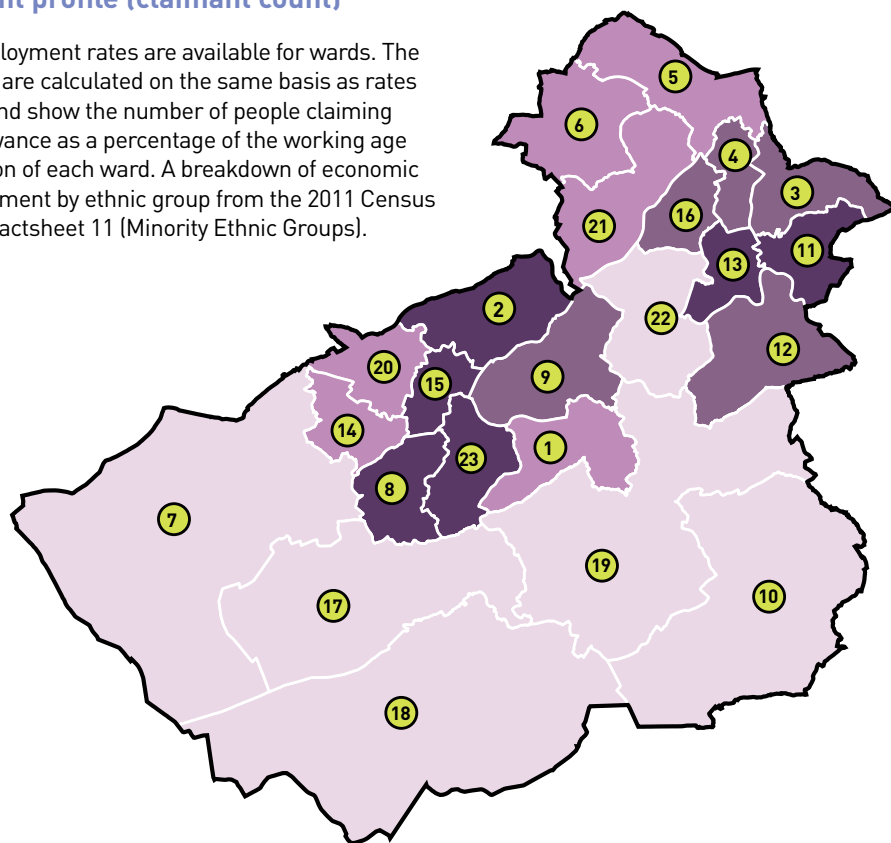 nt profile (claimant count)
loyment rates are available for wards. The
are calculated on the same basis as rates
nd show the number of people claiming
vance as a percentage of the working age
on of each ward. A breakdown of economic
ment by ethnic group from the 2011 Census
actsheet 11 (Minority Ethnic Groups).
5
6
4
3
16
21
11
13
2
22
12
20
9
15
14
1
23
8
7
19
10
17
18